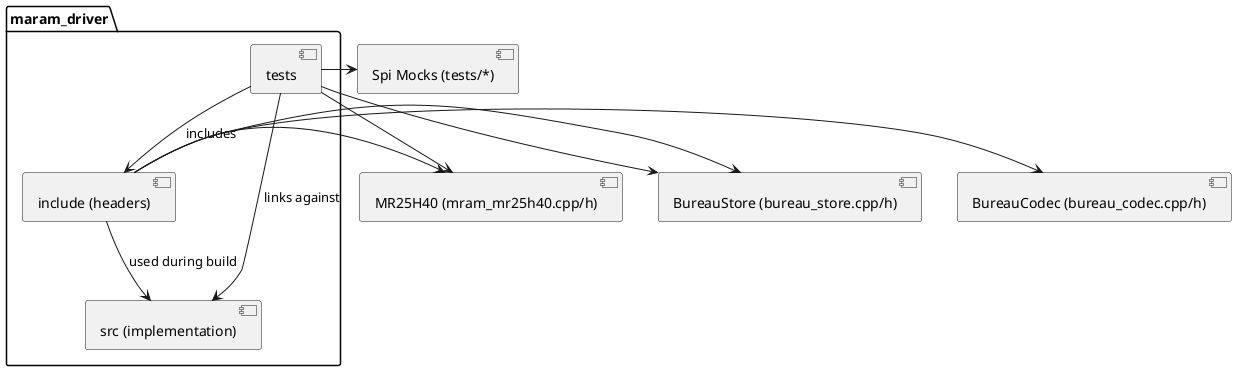 maram_driver
tests
Spi Mocks (tests/*)
includes
include (headers)
links against
MR25H40 (mram_mr25h40.cpp/h)
BureauStore (bureau_store.cpp/h)
BureauCodec (bureau_codec.cpp/h)
used during build
src (implementation)